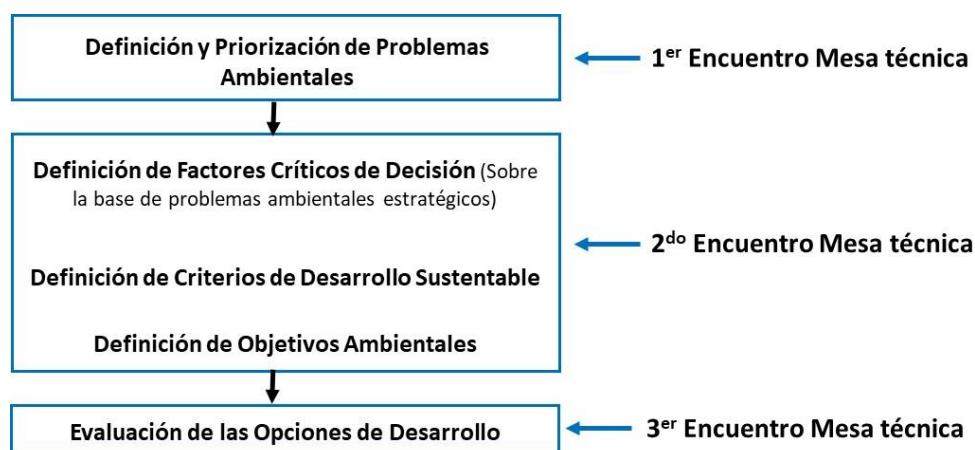 Definición y Priorización de Problemas
Ambientales
1er Encuentro Mesa técnica
Definición de Factores Críticos de Decisión (Sobre
la base de problemas ambientales estratégicos)
Definición de Criterios de Desarrollo Sustentable
Definición de Objetivos Ambientales
2do Encuentro Mesa técnica
Evaluación de las Opciones de Desarrollo
3er Encuentro Mesa técnica